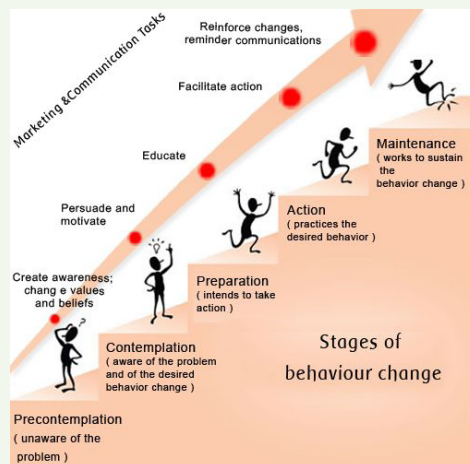 Marketing &Communication Tasks
Reinforce changes,
reminder communications
Facilitate action
Educate
Persuade and
motivate
Create awareness;
chang e values
and beliefs
?
Maintenance
( works to sustain
the
behavior change )
Action
( practices the
desired behavior )
Preparation
( intends to take
action )
Contemplation
( aware of the problem
and of the desired
behavior change )
Precontemplation
( unaware of the
problem )
Stages of
behaviour change